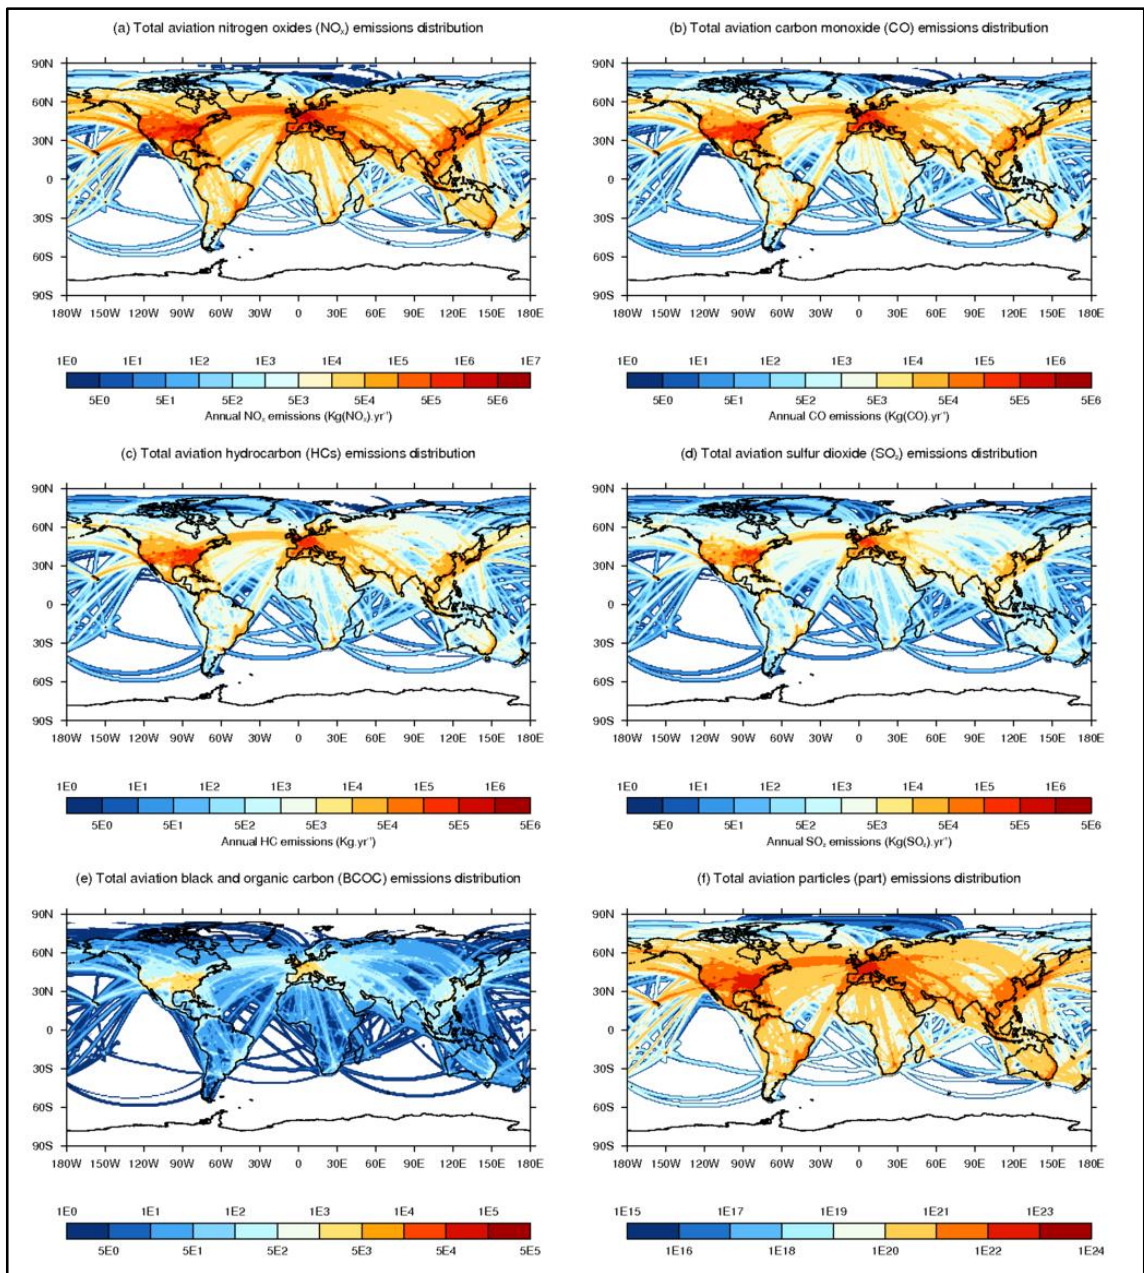 (a) Total aviation nitrogen oxides (NOₓ) emissions distribution
90N
60N
30N
0
30S
60S
90S
180W 150W 120W 90W 60W 30W 0 30E 60E 90E 120E 150E 180E
1E0 1E1 1E2 1E3 1E4 1E5 1E6 1E7
5E0 5E1 5E2 5E3 5E4 5E5 5E6
Annual NOₓ emissions (Kg(NOₓ).yr⁻¹)
(b) Total aviation carbon monoxide (CO) emissions distribution
90N
60N
30N
0
30S
60S
90S
180W 150W 120W 90W 60W 30W 0 30E 60E 90E 120E 150E 180E
1E0 1E1 1E2 1E3 1E4 1E5 1E6
5E0 5E1 5E2 5E3 5E4 5E5 5E6
Annual CO emissions (Kg(CO).yr⁻¹)
(c) Total aviation hydrocarbon (HCs) emissions distribution
90N
60N
30N
0
30S
60S
90S
180W 150W 120W 90W 60W 30W 0 30E 60E 90E 120E 150E 180E
1E0 1E1 1E2 1E3 1E4 1E5 1E6
5E0 5E1 5E2 5E3 5E4 5E5 5E6
Annual HC emissions (Kg.yr⁻¹)
(d) Total aviation sulfur dioxide (SO₂) emissions distribution
90N
60N
30N
0
30S
60S
90S
180W 150W 120W 90W 60W 30W 0 30E 60E 90E 120E 150E 180E
1E0 1E1 1E2 1E3 1E4 1E5 1E6
5E0 5E1 5E2 5E3 5E4 5E5 5E6
Annual SO₂ emissions (Kg(SO₂).yr⁻¹)
(e) Total aviation black and organic carbon (BCOC) emissions distribution
90N
60N
30N
0
30S
60S
90S
180W 150W 120W 90W 60W 30W 0 30E 60E 90E 120E 150E 180E
1E0 1E1 1E2 1E3 1E4 1E5
5E0 5E1 5E2 5E3 5E4 5E5
(f) Total aviation particles (part) emissions distribution
90N
60N
30N
0
30S
60S
90S
180W 150W 120W 90W 60W 30W 0 30E 60E 90E 120E 150E 180E
1E15 1E17 1E19 1E21 1E23
1E16 1E18 1E20 1E22 1E24